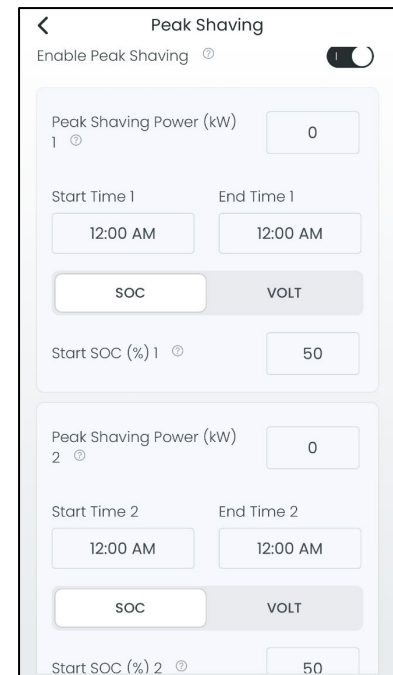 Peak Shaving
Enable Peak Shaving ?
Peak Shaving Power (kW)
1 ?
0
Start Time 1 End Time 1
12:00 AM 12:00 AM
SOC VOLT
Start SOC (%) 1 ? 50
Peak Shaving Power (kW)
2 ?
0
Start Time 2 End Time 2
12:00 AM 12:00 AM
SOC VOLT
Start SOC (%) 2 ? 50